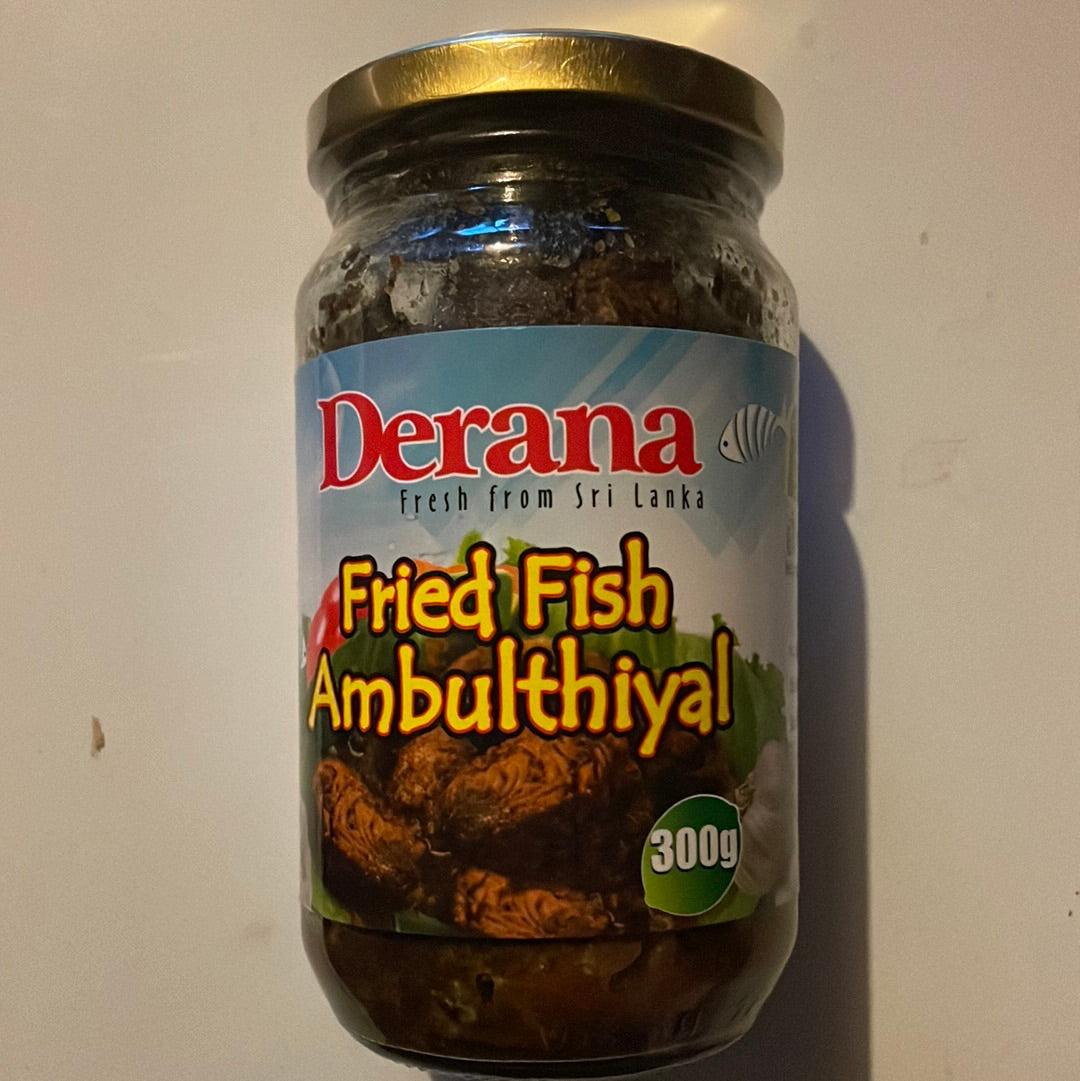 Derana
Fresh from Sri Lanka
Fried Fish
Ambulthiyal
300g